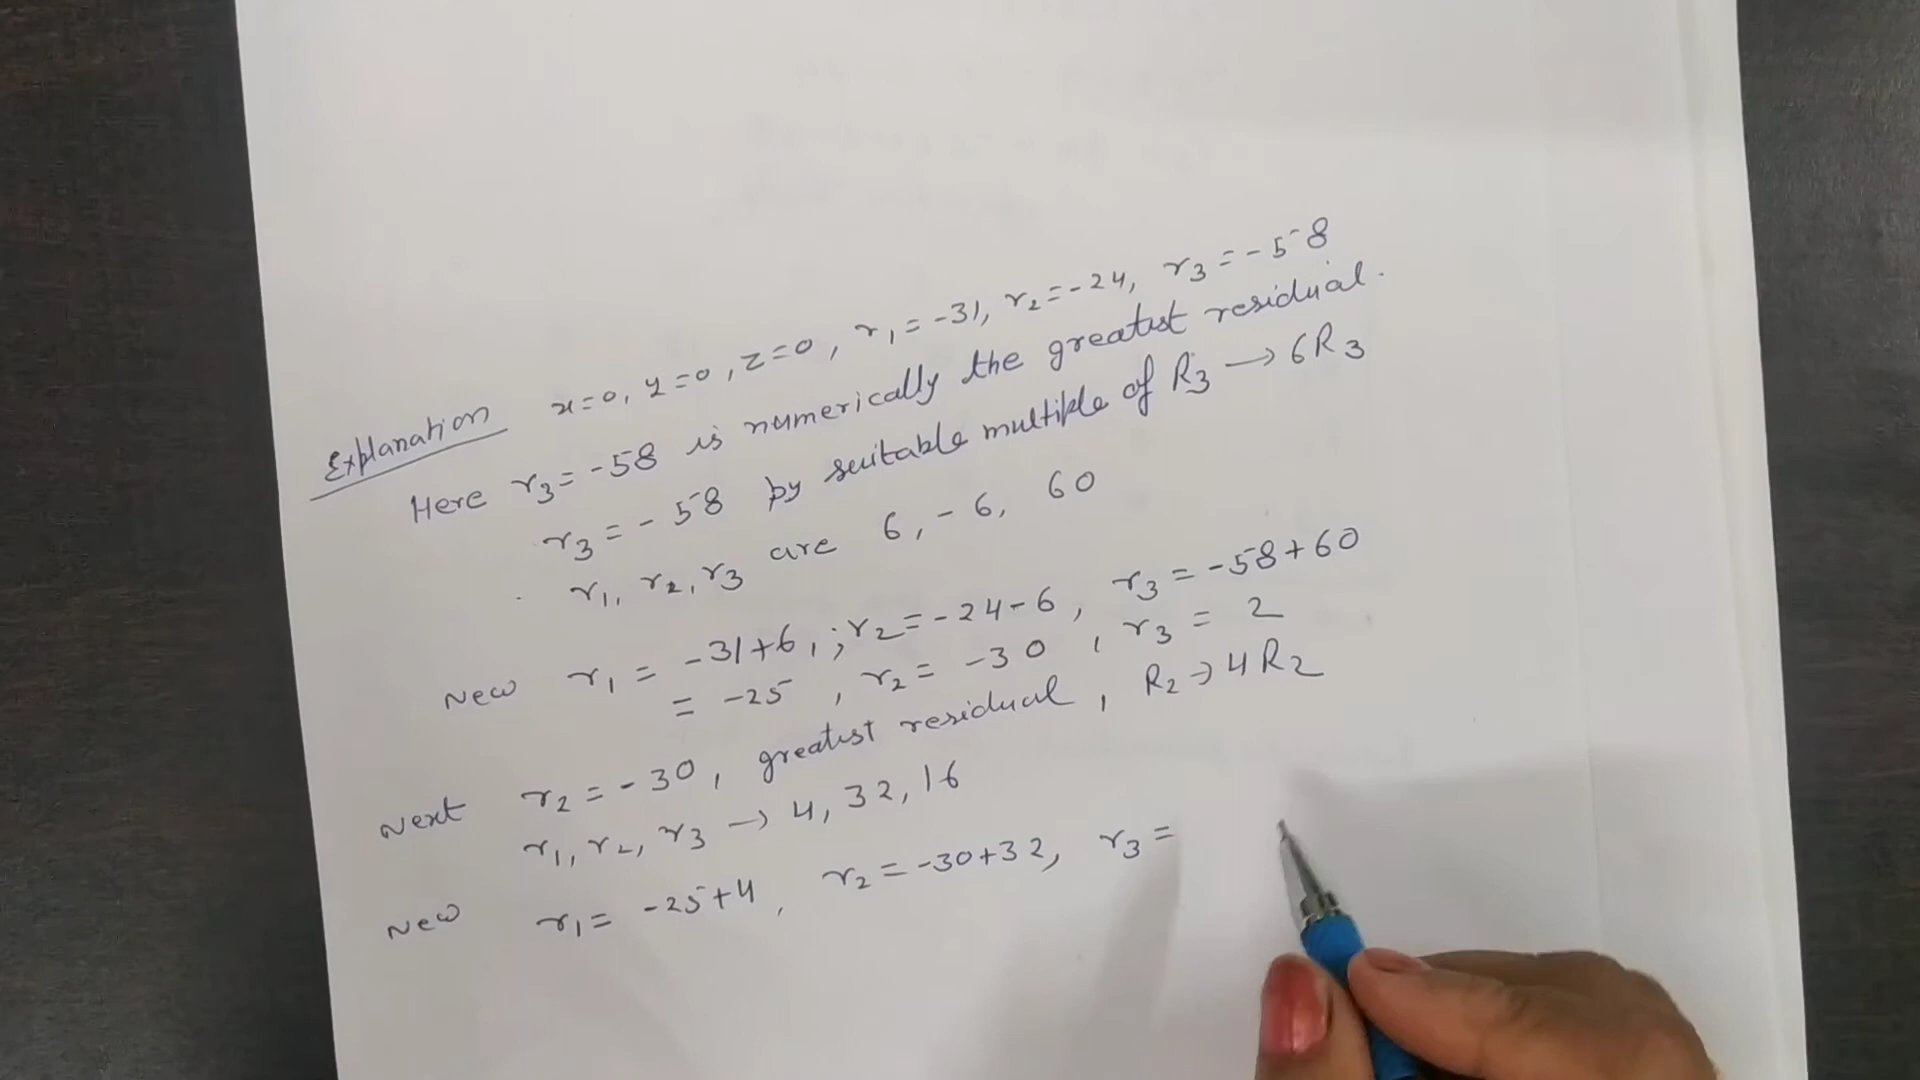 Explanation x=0, y=0, z=0, r₁=-31, r₂=-24, r₃=-58
Here r₃=-58 is numerically the greatest residual.
r₃=-58 by suitable multiple of R₃ → 6R₃
r₁, r₂, r₃ are 6, -6, 60
New r₁ = -31+6, ; r₂=-24-6, r₃=-58+60
= -25, r₂ = -30, r₃ = 2
Next r₂=-30, greatest residual, R₂→4R₂
r₁, r₂, r₃ → 4, 32, 16
New r₁= -25+4, r₂=-30+32, r₃=